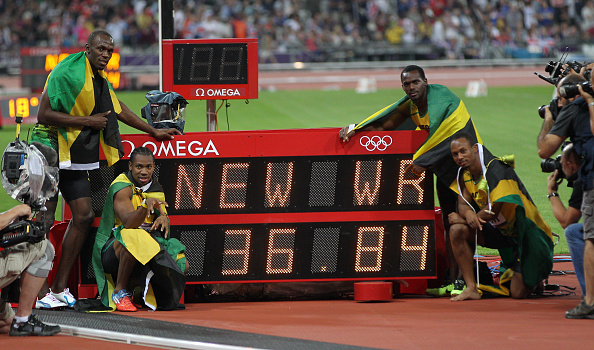 Ω OMEGA
Ω OMEGA
NEW WR
36.84